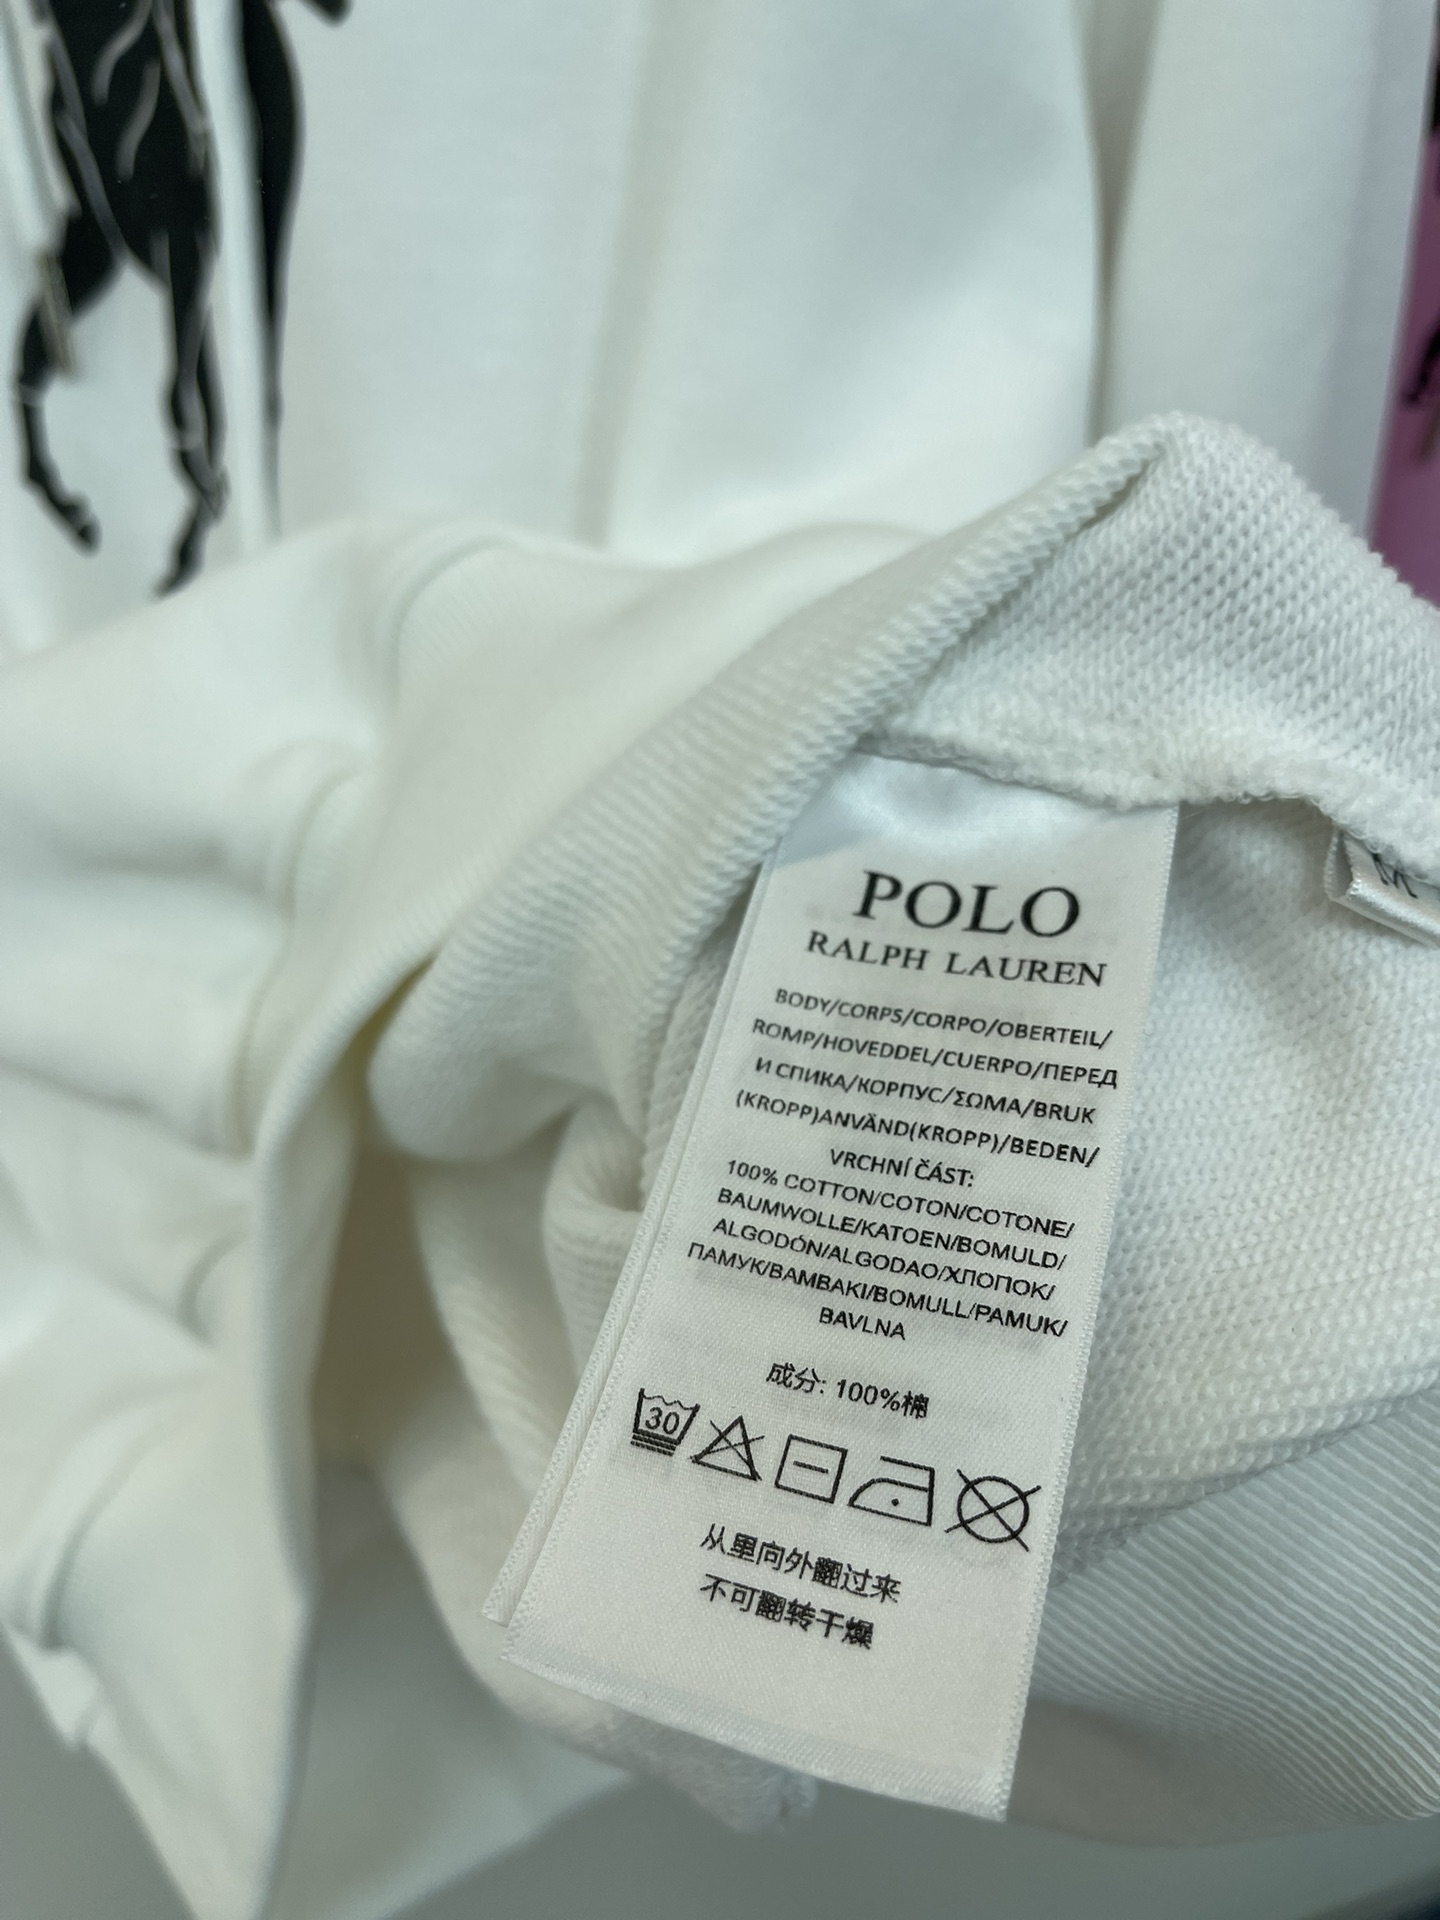 POLO
RALPH LAUREN
BODY/CORPS/CORPO/OBERTEIL/
ROMP/HOVEDDEL/CUERPO/ПЕРЕД
И СПИКА/КОРПУС/ΣΩΜΑ/BRUK
(KROPP)ANVÄND(KROPP)/BEDEN/
VRCHNÍ ČÁST:
100% COTTON/COTON/COTONE/
BAUMWOLLE/KATOEN/BOMULD/
ALGODÓN/ALGODAO/ХЛОПОК/
ПАМУК/BAMBAKI/BOMULL/PAMUK/
BAVLNA
成分: 100%棉
30
从里向外翻过来
不可翻转干燥